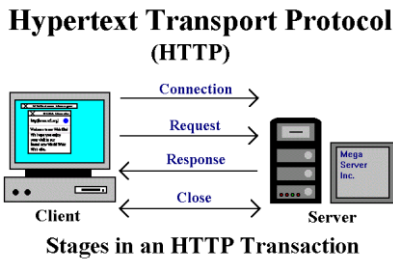 Hypertext Transport Protocol
(HTTP)
Connection
Request
Response
Close
Mega
Server
Inc.
Client
Server
Stages in an HTTP Transaction